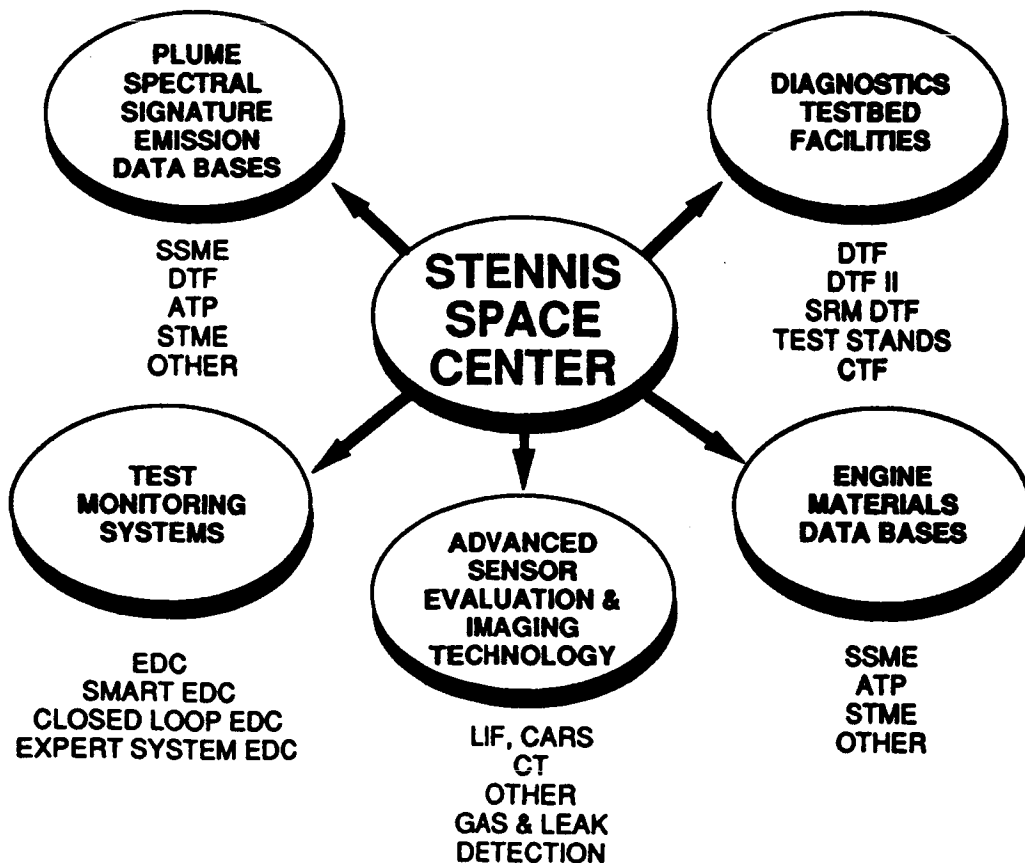 PLUME
SPECTRAL
SIGNATURE
EMISSION
DATA BASES
SSME
DTF
ATP
STME
OTHER
DIAGNOSTICS
TESTBED
FACILITIES
DTF
DTF II
SRM DTF
TEST STANDS
CTF
STENNIS
SPACE
CENTER
TEST
MONITORING
SYSTEMS
EDC
SMART EDC
CLOSED LOOP EDC
EXPERT SYSTEM EDC
ADVANCED
SENSOR
EVALUATION &
IMAGING
TECHNOLOGY
LIF, CARS
CT
OTHER
GAS & LEAK
DETECTION
ENGINE
MATERIALS
DATA BASES
SSME
ATP
STME
OTHER